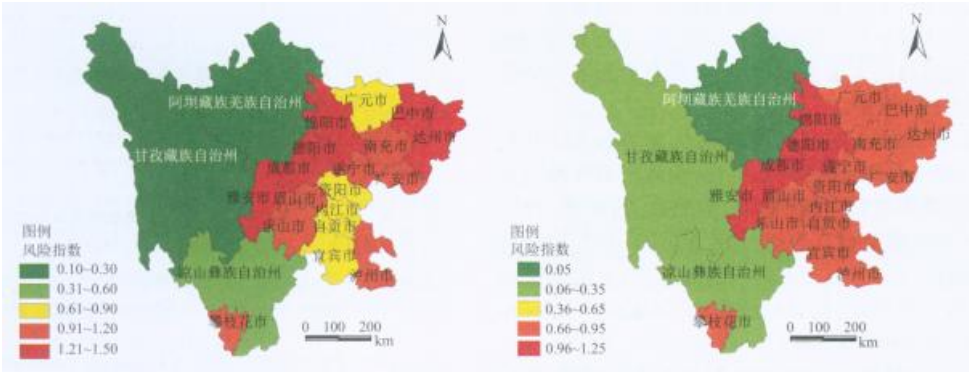 N
阿坝藏族羌族自治州
广元市
巴中市
绵阳市
达州市
德阳市
南充市
甘孜藏族自治州
成都市
遂宁市
广安市
资阳市
雅安市
眉山市
内江市
乐山市
自贡市
宜宾市
泸州市
凉山彝族自治州
攀枝花市
图例
风险指数
0.10~0.30
0.31~0.60
0.61~0.90
0.91~1.20
1.21~1.50
0 100 200
km
N
阿坝藏族羌族自治州
广元市
巴中市
绵阳市
达州市
德阳市
南充市
甘孜藏族自治州
成都市
遂宁市
广安市
资阳市
雅安市
眉山市
内江市
乐山市
自贡市
宜宾市
泸州市
凉山彝族自治州
攀枝花市
图例
风险指数
0.05
0.06~0.35
0.36~0.65
0.66~0.95
0.96~1.25
0 100 200
km